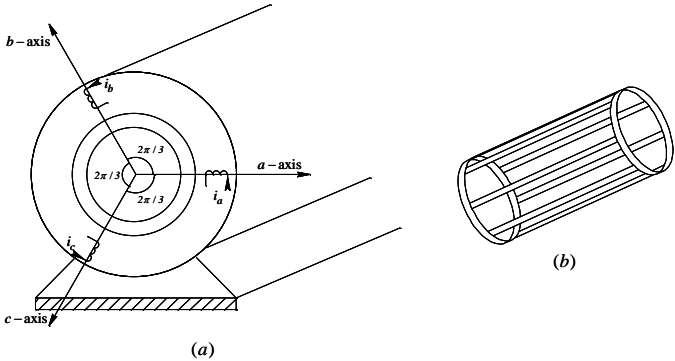 b-axis
i_b
2π/3
a-axis
2π/3
2π/3
i_a
i_c
(b)
c-axis
(a)